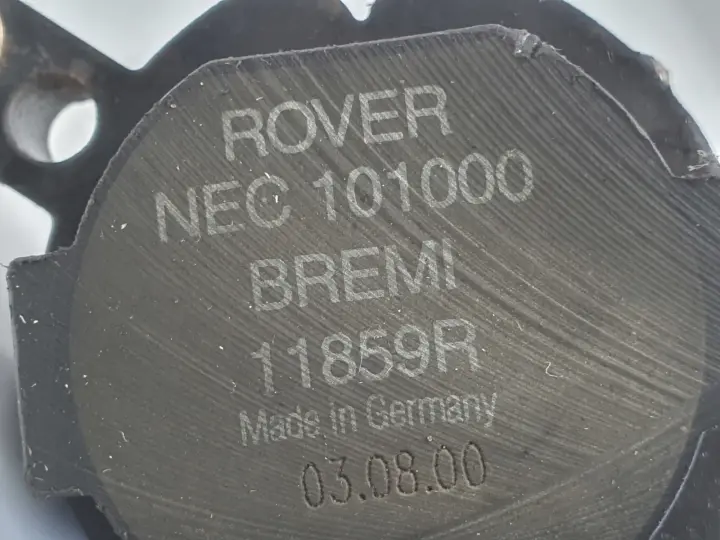 ROVER
NEC 101000
BREMI
11859R
Made in Germany
03.08.00